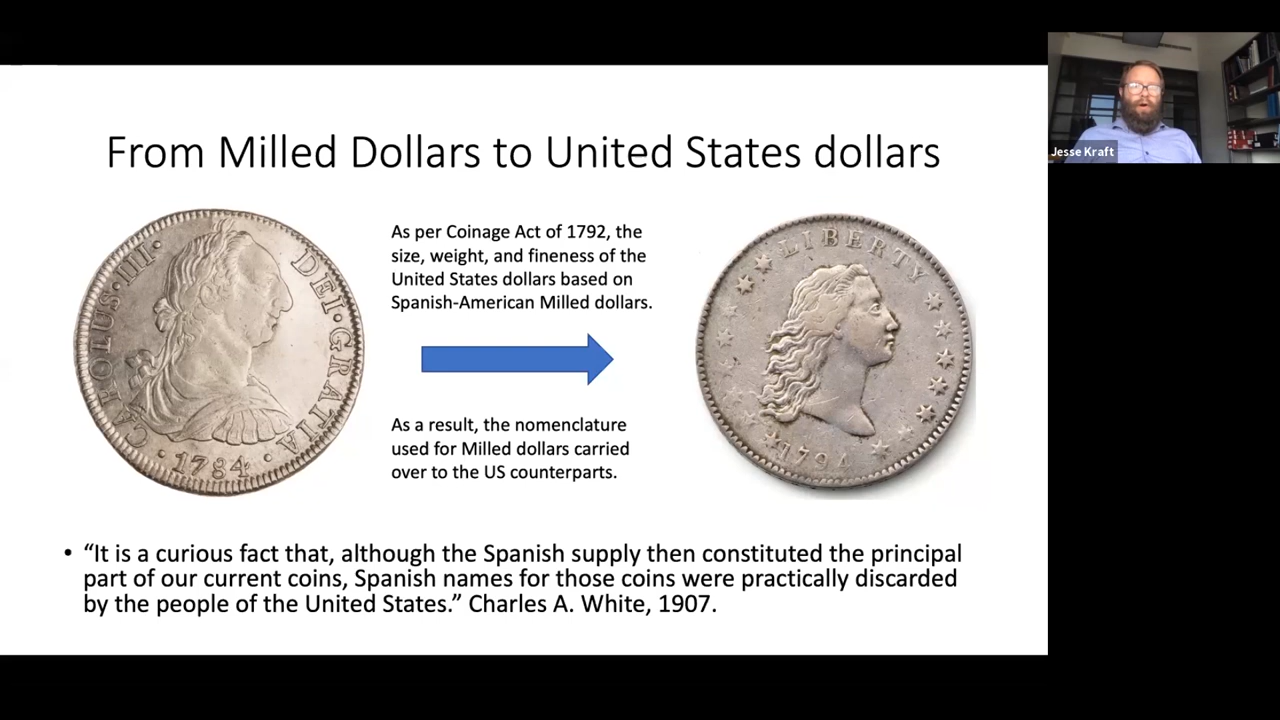 From Milled Dollars to United States dollars
As per Coinage Act of 1792, the
size, weight, and fineness of the
United States dollars based on
Spanish-American Milled dollars.
As a result, the nomenclature
used for Milled dollars carried
over to the US counterparts.
CAROLUS·III·
DEI·GRATIA
·1784·
LIBERTY
1794
• “It is a curious fact that, although the Spanish supply then constituted the principal
part of our current coins, Spanish names for those coins were practically discarded
by the people of the United States.” Charles A. White, 1907.
Jesse Kraft